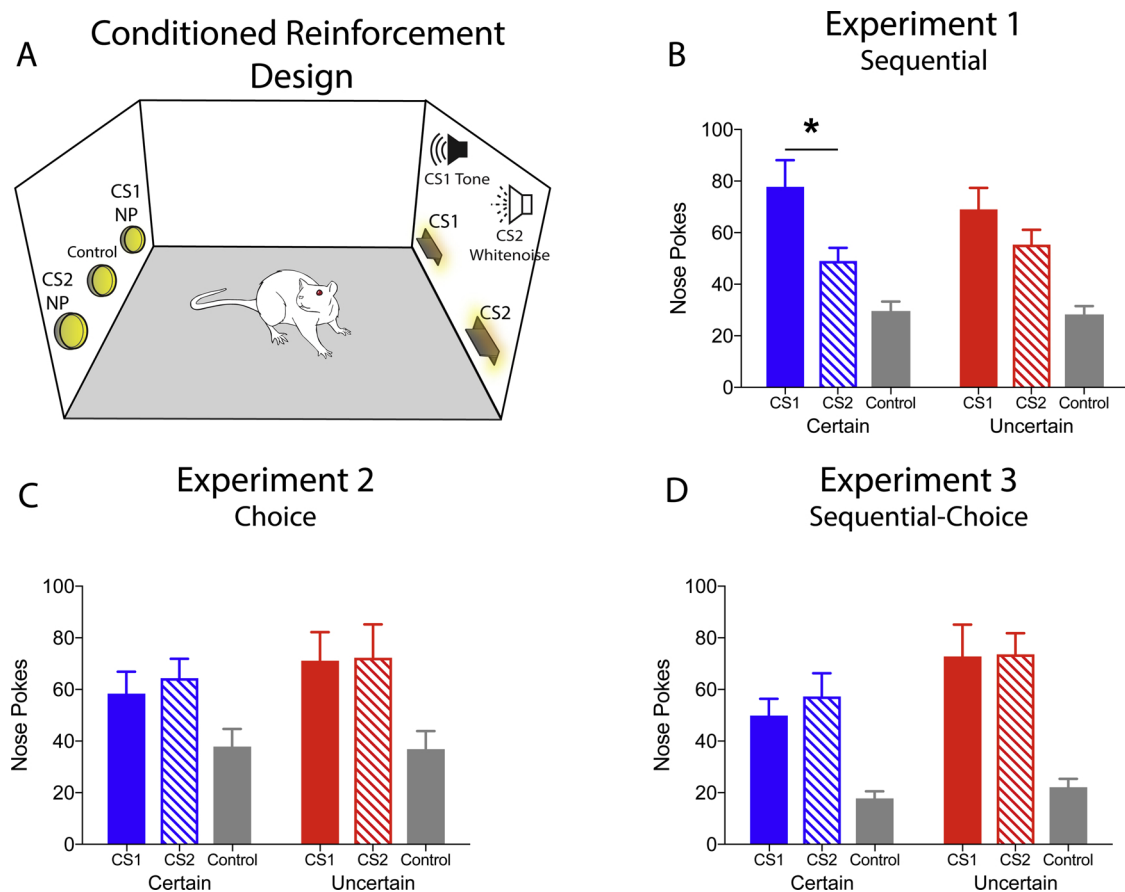 A
Conditioned Reinforcement
Design
CS1
NP
Control
CS2
NP
CS1 Tone
CS1
CS2
Whitenoise
CS2
B
Experiment 1
Sequential
Nose Pokes
100
80
60
40
20
0
*
CS1 CS2 Control CS1 CS2 Control
Certain Uncertain
C
Experiment 2
Choice
Nose Pokes
100
80
60
40
20
0
CS1 CS2 Control CS1 CS2 Control
Certain Uncertain
D
Experiment 3
Sequential-Choice
Nose Pokes
100
80
60
40
20
0
CS1 CS2 Control CS1 CS2 Control
Certain Uncertain